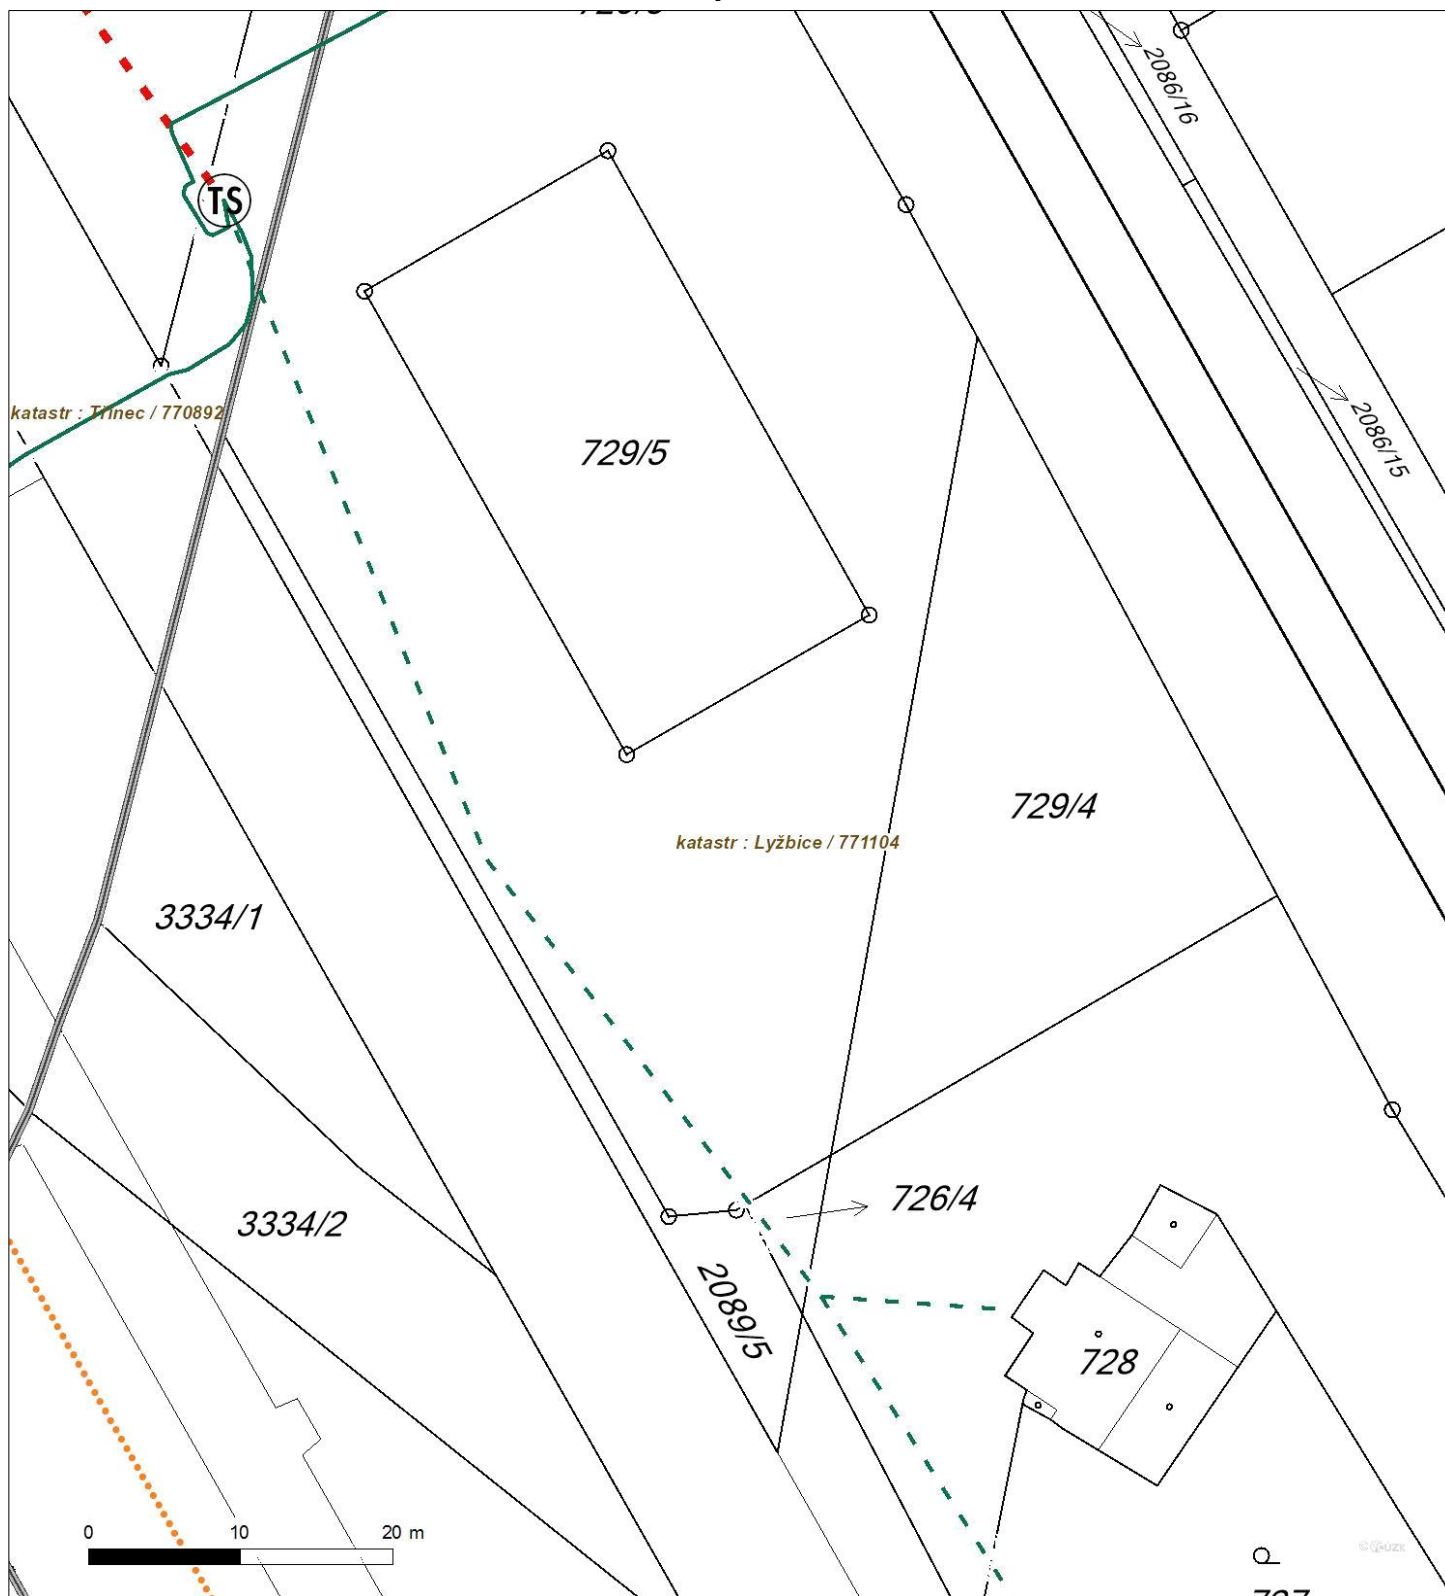 2086/16
TS
katastr : Třinec / 770892
2086/15
729/5
729/4
katastr : Lyžbice / 771104
3334/1
726/4
3334/2
2089/5
728
0 10 20 m